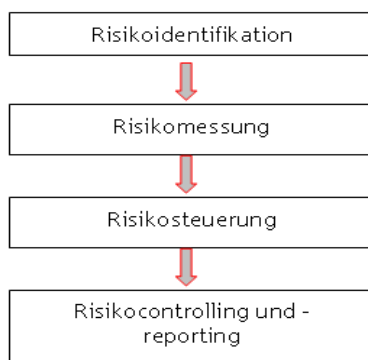 Risikoidentifikation
Risikomessung
Risikosteuerung
Risikocontrolling und -
reporting